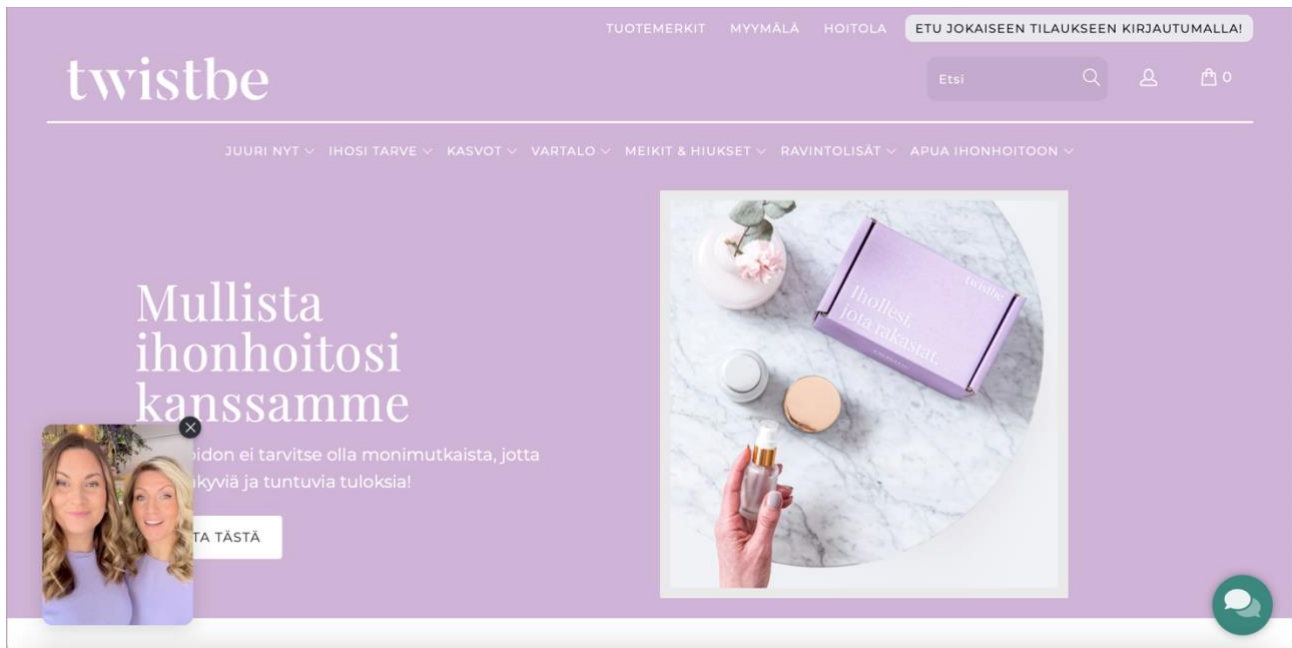 TUOTEMERKIT MYYMÄLÄ HOITOLA ETU JOKAISEEN TILAUKSEEN KIRJAUTUMALLA!
twistbe
Etsi
0
JUURI NYT IHOSI TARVE KASVOT VARTALO MEIKIT & HIUKSET RAVINTOLISÄT APUA IHONHOITOON
Mullista
ihonhoitosi
kanssamme
idon ei tarvitse olla monimutkaista, jotta
kyviä ja tuntuvia tuloksia!
TA TÄSTÄ
twistbe
Ihollesi,
jota rakastat.